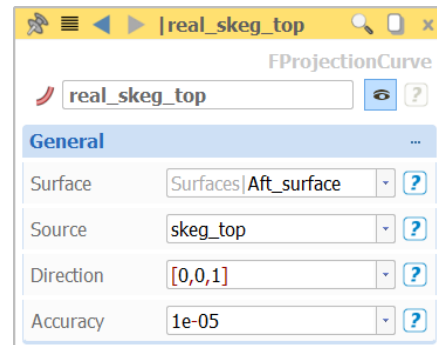 |real_skeg_top
FProjectionCurve
real_skeg_top
General
Surface Surfaces|Aft_surface
Source skeg_top
Direction [0,0,1]
Accuracy 1e-05